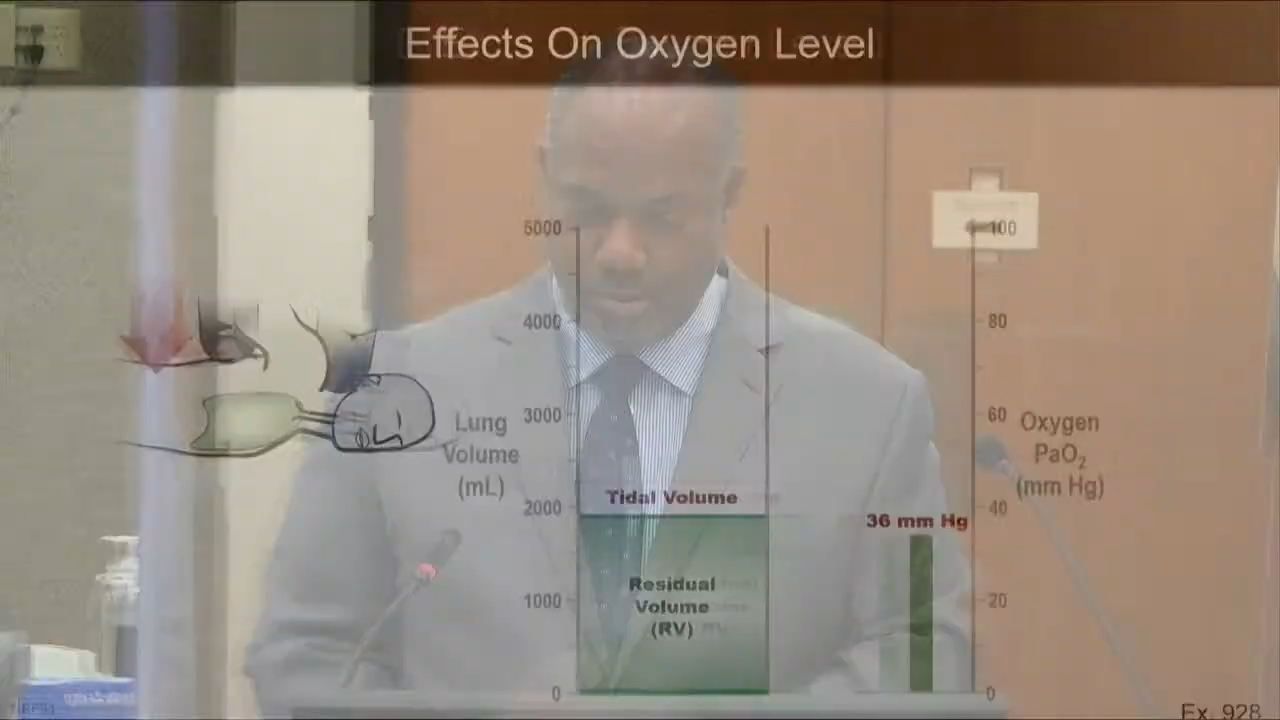 Effects On Oxygen Level
5000
4000
3000
2000
1000
0
Lung
Volume
(mL)
Tidal Volume
Residual
Volume
(RV)
36 mm Hg
100
80
60
40
20
0
Oxygen
PaO₂
(mm Hg)
Ex. 928